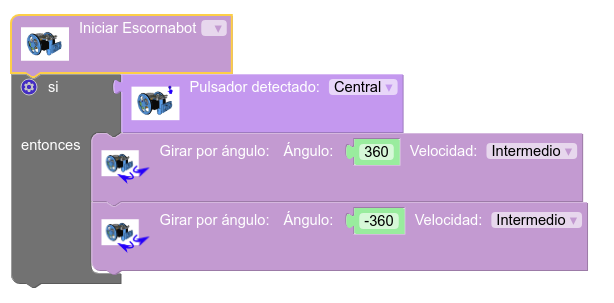 Iniciar Escornabot
si Pulsador detectado: Central
entonces
Girar por ángulo: Ángulo: 360 Velocidad: Intermedio
Girar por ángulo: Ángulo: -360 Velocidad: Intermedio